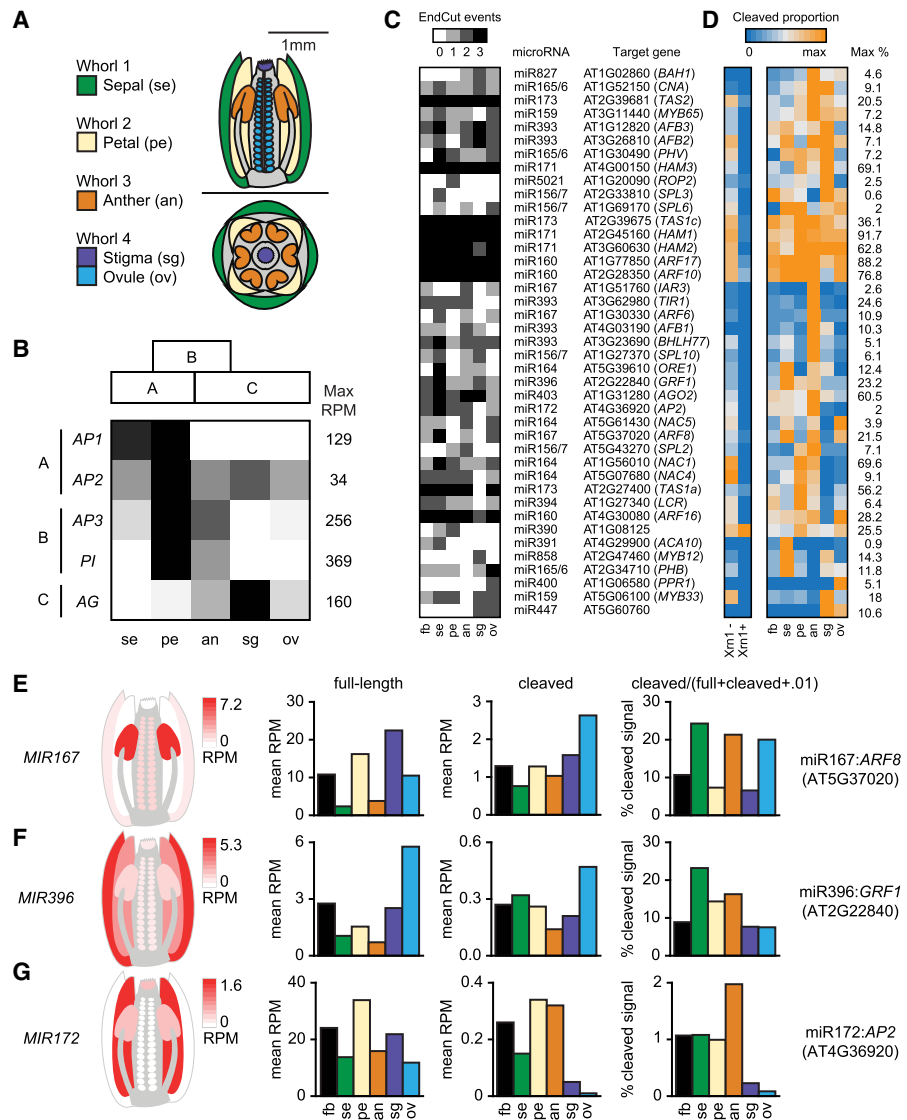 A
1mm
Whorl 1
Sepal (se)
Whorl 2
Petal (pe)
Whorl 3
Anther (an)
Whorl 4
Stigma (sg)
Ovule (ov)
B
B
A
C
Max
RPM
A
AP1
129
AP2
34
B
AP3
256
PI
369
C
AG
160
se
pe
an
sg
ov
C
EndCut events
0 1 2 3
microRNA
Target gene
D
Cleaved proportion
0
max
Max %
miR827 AT1G02860 (BAH1) 4.6
miR165/6 AT1G52150 (CNA) 9.1
miR173 AT2G39681 (TAS2) 20.5
miR159 AT3G11440 (MYB65) 7.2
miR393 AT1G12820 (AFB3) 14.8
miR393 AT3G26810 (AFB2) 7.1
miR165/6 AT1G30490 (PHV) 7.2
miR171 AT4G00150 (HAM3) 69.1
miR5021 AT1G20090 (ROP2) 2.5
miR156/7 AT2G33810 (SPL3) 0.6
miR156/7 AT1G69170 (SPL6) 2
miR173 AT2G39675 (TAS1c) 36.1
miR171 AT2G45160 (HAM1) 91.7
miR171 AT3G60630 (HAM2) 62.8
miR160 AT1G77850 (ARF17) 88.2
miR160 AT2G28350 (ARF10) 76.8
miR167 AT1G51760 (IAR3) 2.6
miR393 AT3G62980 (TIR1) 24.6
miR167 AT1G30330 (ARF6) 10.9
miR393 AT4G03190 (AFB1) 10.3
miR393 AT3G23690 (BHLH77) 5.1
miR156/7 AT1G27370 (SPL10) 6.1
miR164 AT5G39610 (ORE1) 12.4
miR396 AT2G22840 (GRF1) 23.2
miR403 AT1G31280 (AGO2) 60.5
miR172 AT4G36920 (AP2) 2
miR164 AT5G61430 (NAC5) 3.9
miR167 AT5G37020 (ARF8) 21.5
miR156/7 AT5G43270 (SPL2) 7.1
miR164 AT1G56010 (NAC1) 69.6
miR164 AT5G07680 (NAC4) 9.1
miR173 AT2G27400 (TAS1a) 56.2
miR394 AT1G27340 (LCR) 6.4
miR160 AT4G30080 (ARF16) 28.2
miR390 AT1G08125 25.5
miR391 AT4G29900 (ACA10) 0.9
miR858 AT2G47460 (MYB12) 14.3
miR165/6 AT2G34710 (PHB) 11.8
miR400 AT1G06580 (PPR1) 5.1
miR159 AT5G06100 (MYB33) 18
miR447 AT5G60760 10.6
fb se pe an sg ov
Xrn1 - Xrn1+
fb se pe an sg ov
E
MIR167
7.2
0
RPM
full-length
mean RPM
30
20
10
0
cleaved
mean RPM
3
2
1
0
cleaved/(full+cleaved+.01)
% cleaved signal
30
20
10
0
miR167:ARF8
(AT5G37020)
F
MIR396
5.3
0
RPM
mean RPM
6
3
0
mean RPM
0.6
0.3
0.0
% cleaved signal
30
20
10
0
miR396:GRF1
(AT2G22840)
G
MIR172
1.6
0
RPM
mean RPM
40
20
0
fb se pe an sg ov
mean RPM
0.4
0.2
0
fb se pe an sg ov
% cleaved signal
2
1
0
fb se pe an sg ov
miR172:AP2
(AT4G36920)